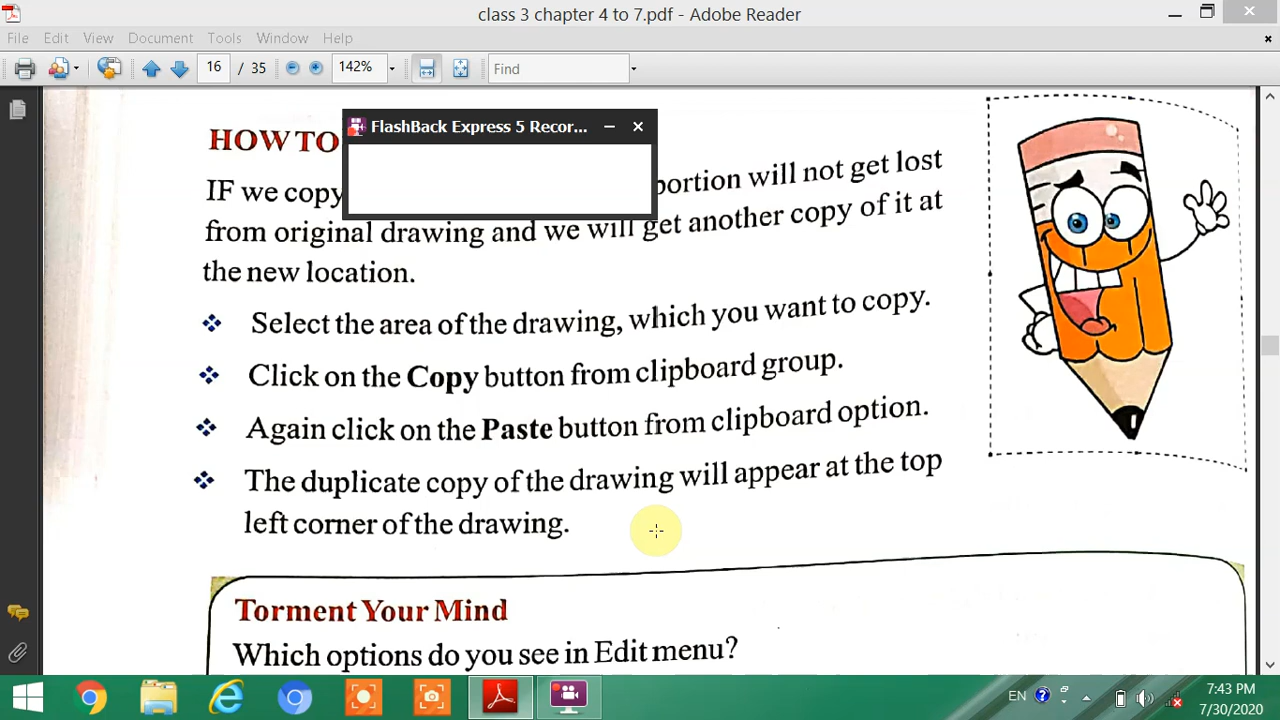 class 3 chapter 4 to 7.pdf - Adobe Reader
File Edit View Document Tools Window Help
16 / 35 142% Find
FlashBack Express 5 Recor...
HOW TO
IF we copy portion will not get lost
from original drawing and we will get another copy of it at
the new location.
❖ Select the area of the drawing, which you want to copy.
❖ Click on the Copy button from clipboard group.
❖ Again click on the Paste button from clipboard option.
❖ The duplicate copy of the drawing will appear at the top
left corner of the drawing.
Torment Your Mind
Which options do you see in Edit menu?
EN 7:43 PM
7/30/2020